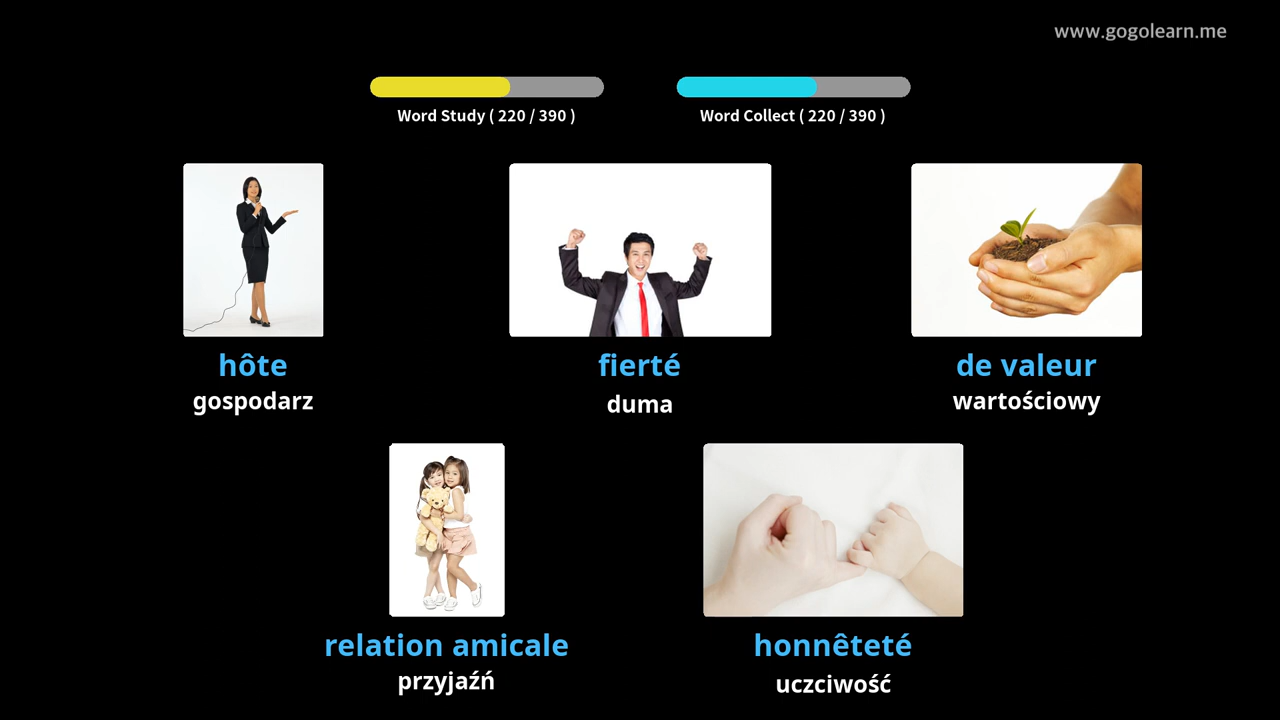 www.gogolearn.me
Word Study ( 220 / 390 )
Word Collect ( 220 / 390 )
hôte
gospodarz
fierté
duma
de valeur
wartościowy
relation amicale
przyjaźń
honnêteté
uczciwość